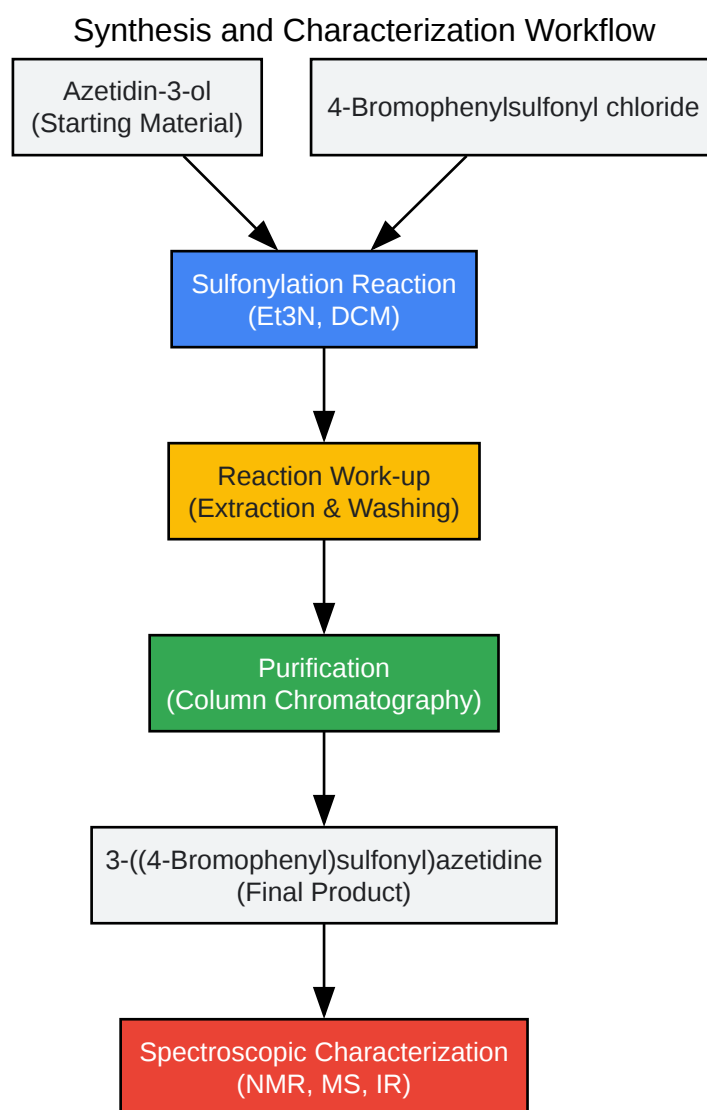 Synthesis and Characterization Workflow
Azetidin-3-ol
(Starting Material)
4-Bromophenylsulfonyl chloride
Sulfonylation Reaction
(Et3N, DCM)
Reaction Work-up
(Extraction & Washing)
Purification
(Column Chromatography)
3-((4-Bromophenyl)sulfonyl)azetidine
(Final Product)
Spectroscopic Characterization
(NMR, MS, IR)